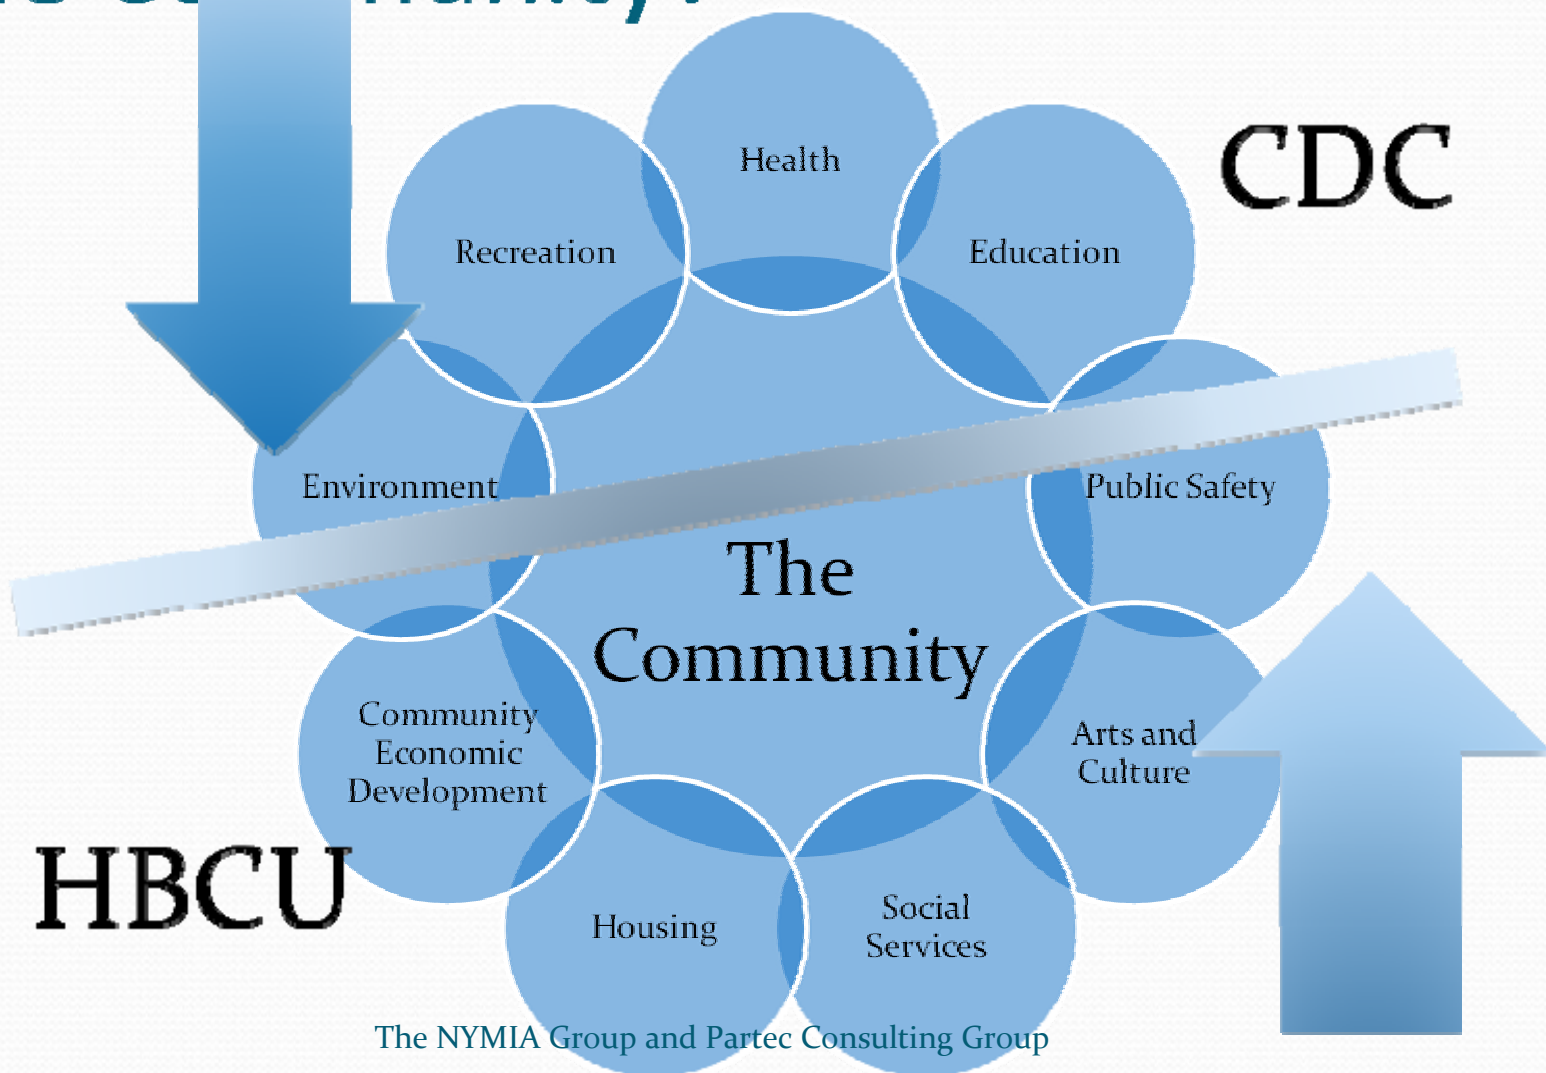 Health
CDC
Recreation
Education
Environment
Public Safety
The
Community
Community
Economic
Development
Arts and
Culture
HBCU
Housing
Social
Services
The NYMIA Group and Partec Consulting Group